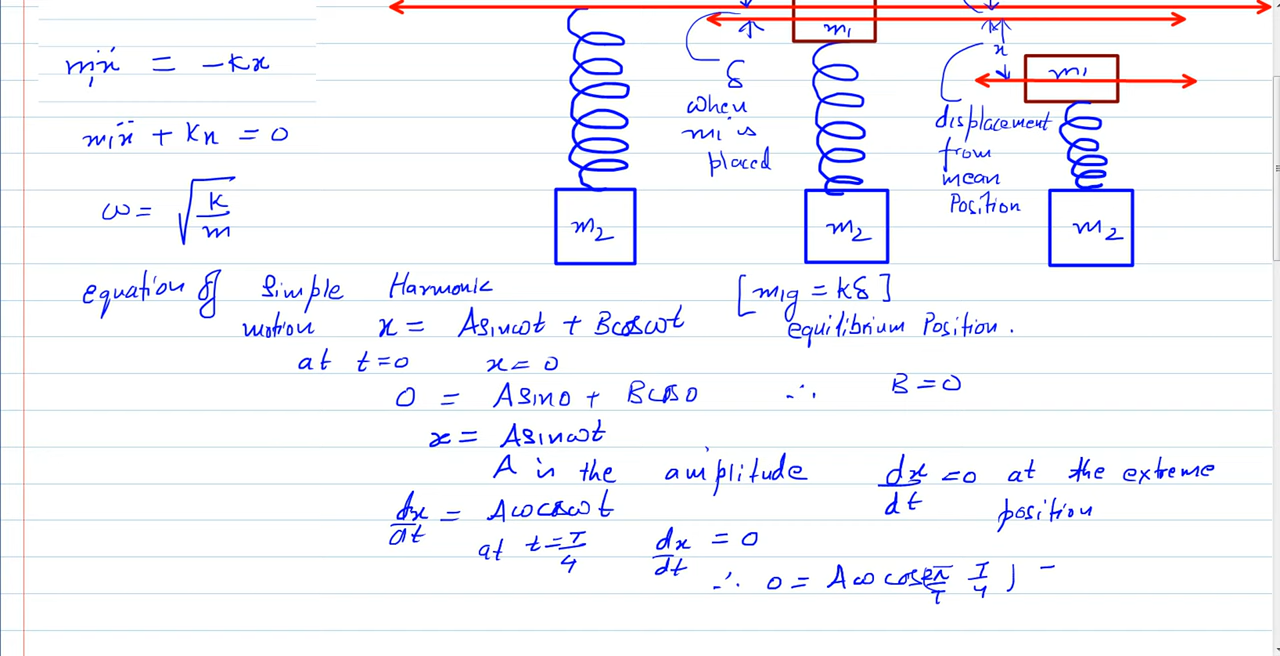 m₁
m₁ẍ = -kx
δ
x
m₁
when
m₁ is
placed
displacement
from
mean
Position
m₁ẍ + kx = 0
ω = √(k/m)
m₂
m₂
m₂
equation of simple Harmonic
[m₁g = kδ]
motion x = A sin ωt + B cos ωt
equilibrium Position.
at t=0 x=0
0 = A sin 0 + B cos 0 ∴ B = 0
x = A sin ωt
A is the amplitude dx/dt = 0 at the extreme
position
dx/dt = Aω cos ωt
at t = T/4 dx/dt = 0
∴ 0 = Aω cos(2π/T T/4) -